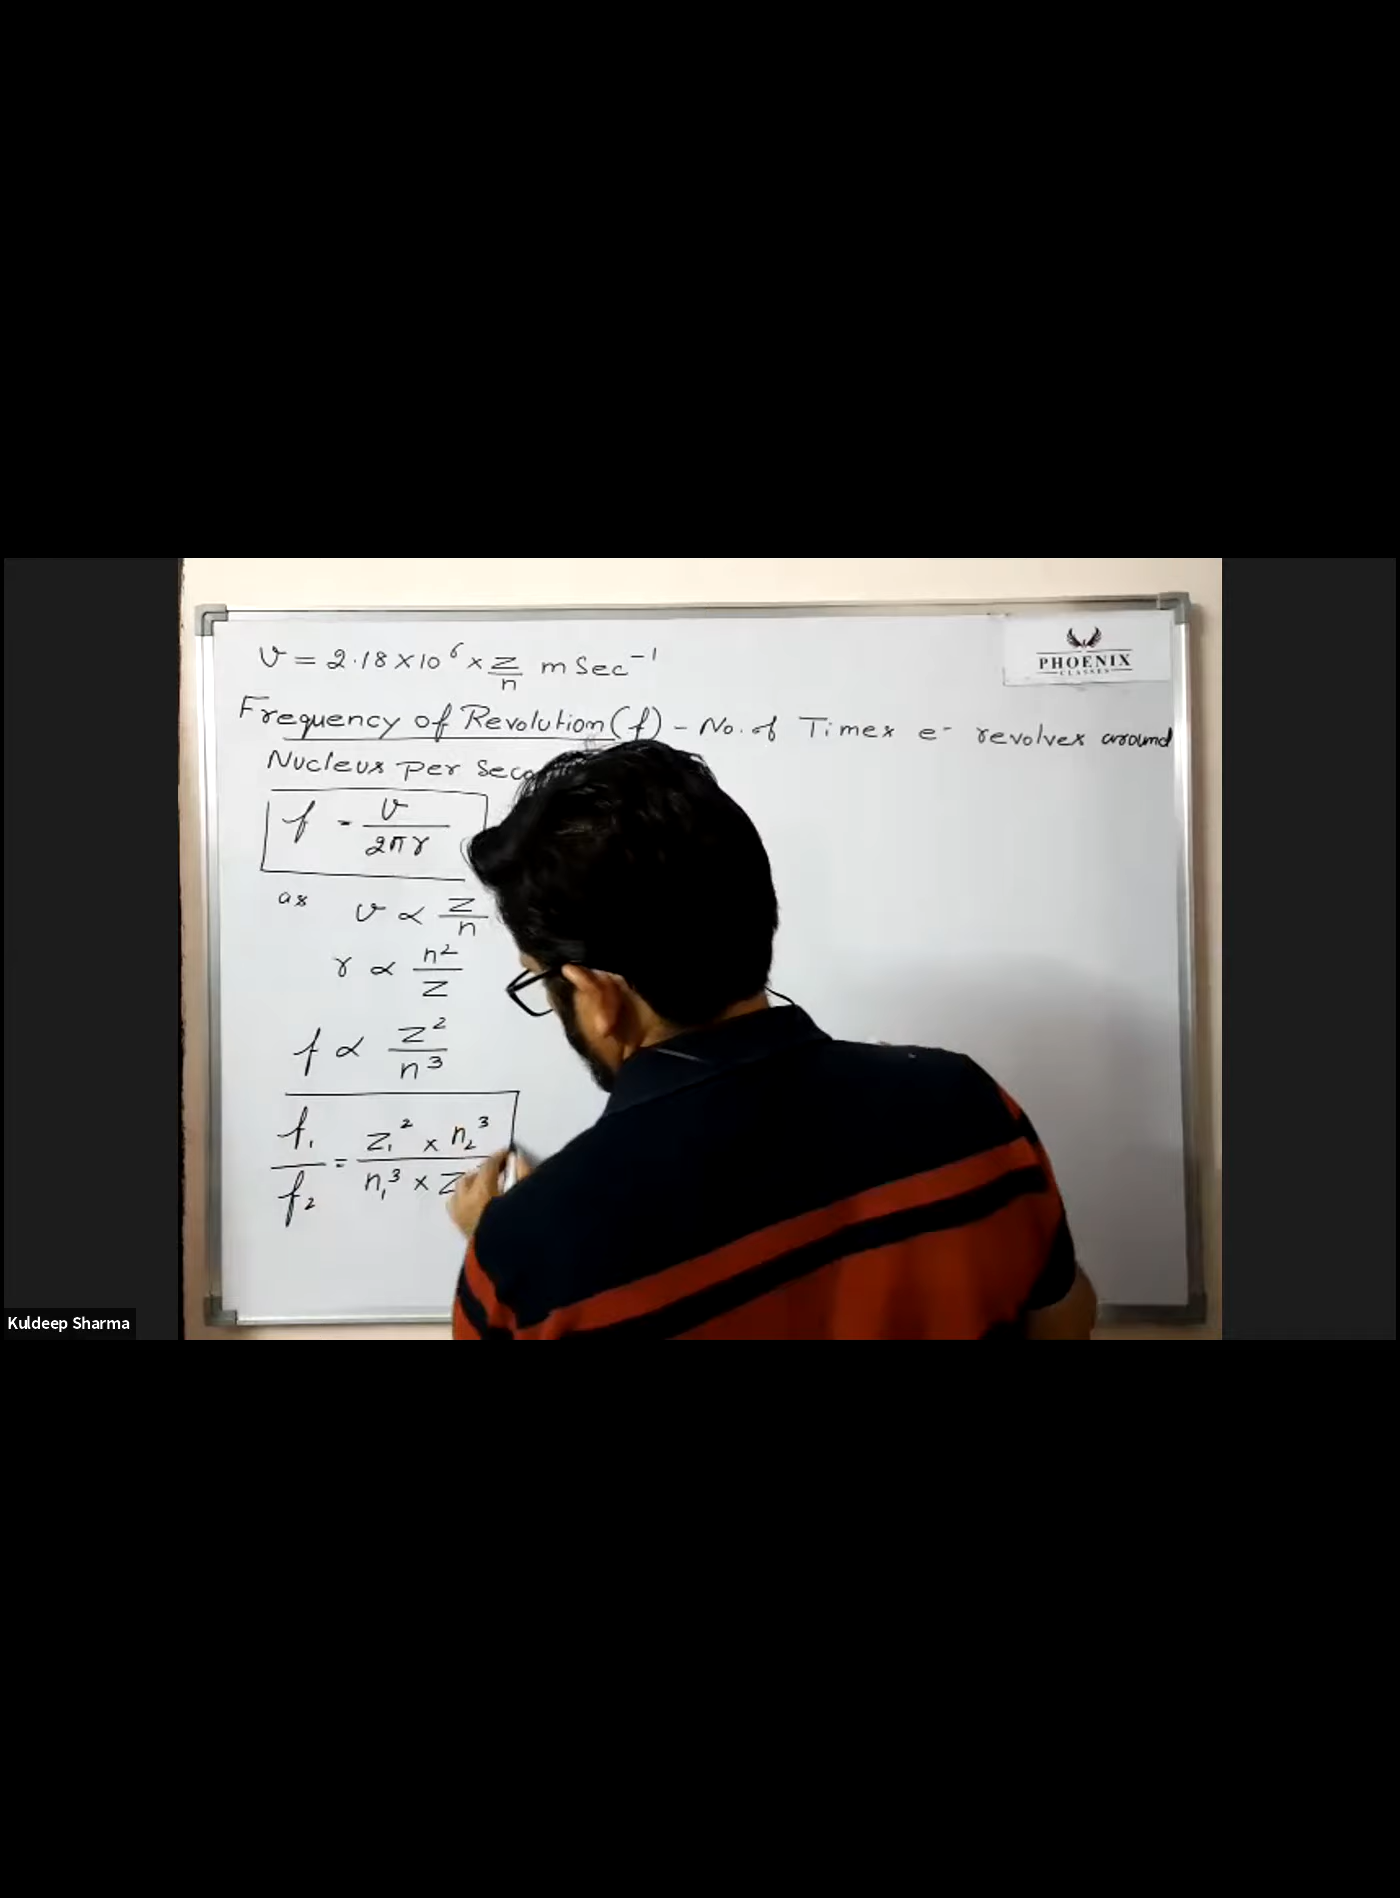 v = 2.18 × 10⁶ × Z/n m Sec⁻¹
PHOENIX
CLASSES
Frequency of Revolution (f) - No. of Times e⁻ revolves around
Nucleus per
f = v/2πr
as v ∝ Z/n
r ∝ n²/Z
f ∝ Z²/n³
f₁/f₂ = Z₁² × n₂³/n₁³ × Z
Kuldeep Sharma